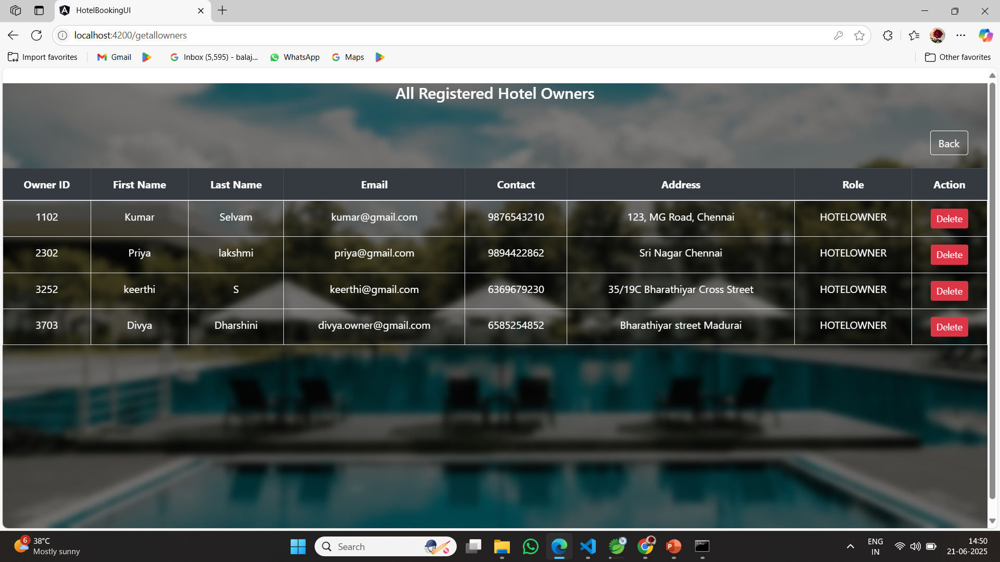 HotelBookingUI
localhost:4200/getallowners
Import favorites Gmail Inbox (5,595) - balaj... WhatsApp Maps Other favorites
All Registered Hotel Owners
Back
Owner ID First Name Last Name Email Contact Address Role Action
1102 Kumar Selvam kumar@gmail.com 9876543210 123, MG Road, Chennai HOTELOWNER Delete
2302 Priya lakshmi priya@gmail.com 9894422862 Sri Nagar Chennai HOTELOWNER Delete
3252 keerthi S keerthi@gmail.com 6369679230 35/19C Bharathiyar Cross Street HOTELOWNER Delete
3703 Divya Dharshini divya.owner@gmail.com 6585254852 Bharathiyar street Madurai HOTELOWNER Delete
6 38°C
Mostly sunny
Search
P
ENG
IN
14:50
21-06-2025